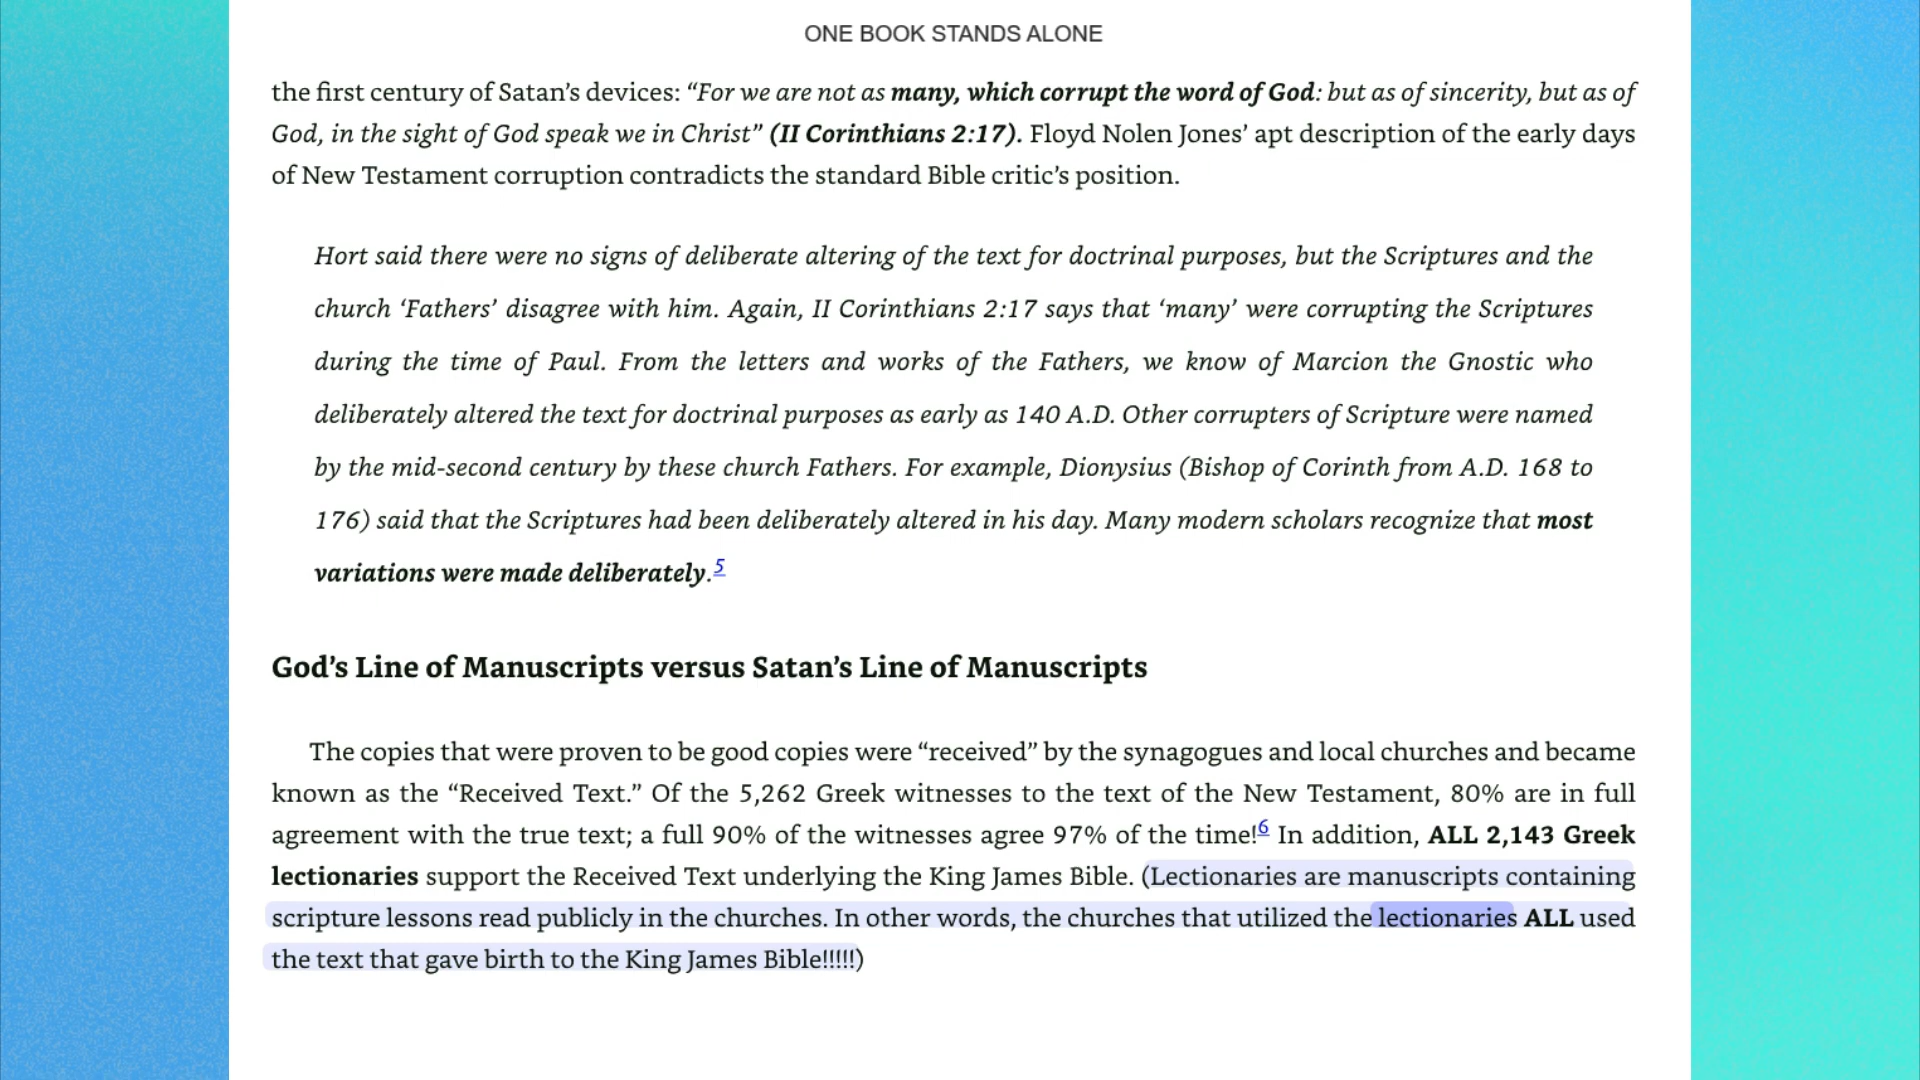 ONE BOOK STANDS ALONE
the first century of Satan’s devices: “For we are not as many, which corrupt the word of God: but as of sincerity, but as of
God, in the sight of God speak we in Christ” (II Corinthians 2:17). Floyd Nolen Jones’ apt description of the early days
of New Testament corruption contradicts the standard Bible critic’s position.
Hort said there were no signs of deliberate altering of the text for doctrinal purposes, but the Scriptures and the
church ‘Fathers’ disagree with him. Again, II Corinthians 2:17 says that ‘many’ were corrupting the Scriptures
during the time of Paul. From the letters and works of the Fathers, we know of Marcion the Gnostic who
deliberately altered the text for doctrinal purposes as early as 140 A.D. Other corrupters of Scripture were named
by the mid-second century by these church Fathers. For example, Dionysius (Bishop of Corinth from A.D. 168 to
176) said that the Scriptures had been deliberately altered in his day. Many modern scholars recognize that most
variations were made deliberately.5
God’s Line of Manuscripts versus Satan’s Line of Manuscripts
The copies that were proven to be good copies were “received” by the synagogues and local churches and became
known as the “Received Text.” Of the 5,262 Greek witnesses to the text of the New Testament, 80% are in full
agreement with the true text; a full 90% of the witnesses agree 97% of the time!6 In addition, ALL 2,143 Greek
lectionaries support the Received Text underlying the King James Bible. (Lectionaries are manuscripts containing
scripture lessons read publicly in the churches. In other words, the churches that utilized the lectionaries ALL used
the text that gave birth to the King James Bible!!!!!)